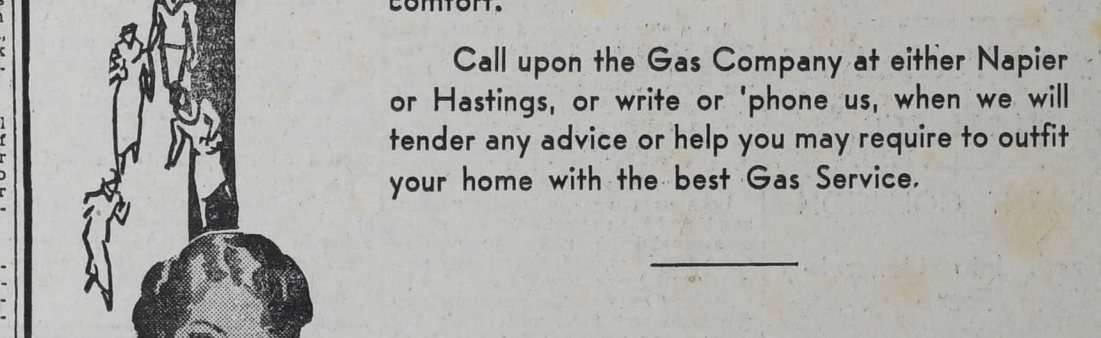 comfort.
Call upon the Gas Company at either Napier
or Hastings, or write or 'phone us, when we will
tender any advice or help you may require to outfit
your home with the best Gas Service.